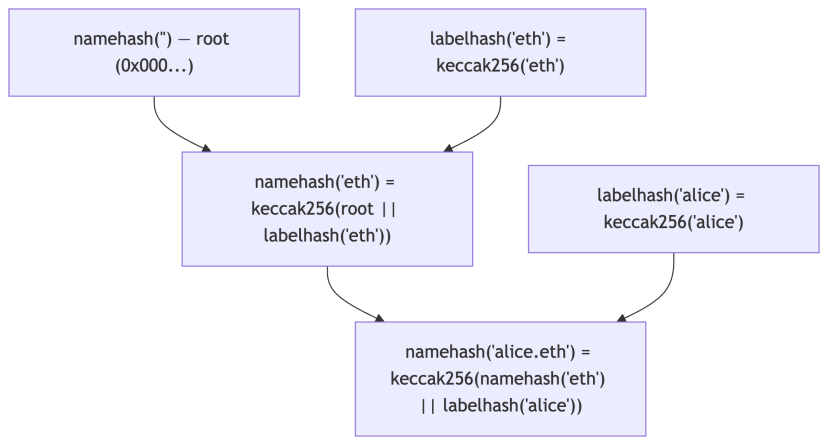 namehash('') — root
(0x000...)
labelhash('eth') =
keccak256('eth')
namehash('eth') =
keccak256(root ||
labelhash('eth'))
labelhash('alice') =
keccak256('alice')
namehash('alice.eth') =
keccak256(namehash('eth')
|| labelhash('alice'))